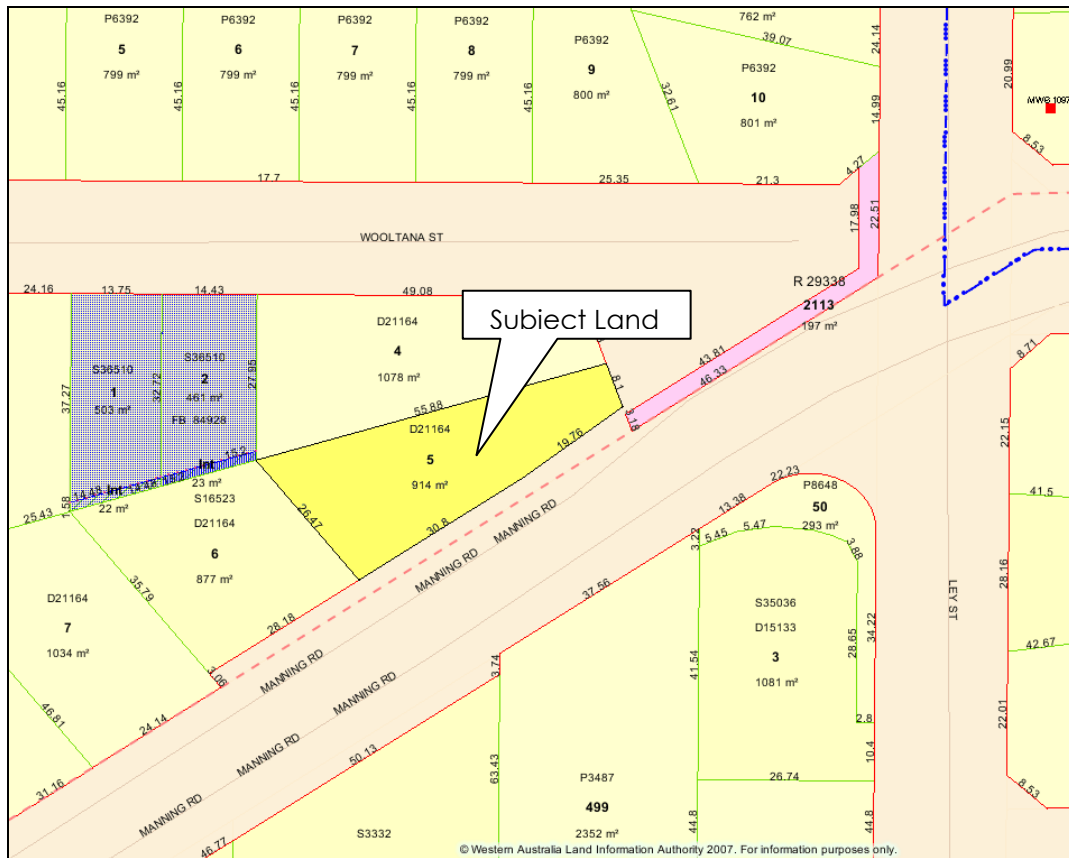 P6392
5
799 m²
45.16
P6392
6
799 m²
45.16
P6392
7
799 m²
45.16
P6392
8
799 m²
45.16
P6392
9
800 m²
32.61
762 m²
39.07
P6392
10
801 m²
24.14
14.99
20.99
MWB 1097
8.53
17.7
25.35
21.3
4.27
WOOLTANA ST
17.98
22.51
R 29338
2113
197 m²
43.81
46.33
24.16
13.75
14.43
49.08
Subiect Land
D21164
4
1078 m²
S36510
1
503 m²
37.27
32.72
S36510
2
461 m²
FB 84928
27.95
55.88
8.1
3.18
D21164
5
914 m²
19.76
30.8
26.47
15.2
Int
23 m²
14.48
Int
22 m²
1.58
25.43
S16523
D21164
6
877 m²
35.79
28.18
3.06
D21164
7
1034 m²
46.81
24.14
31.16
MANNING RD
MANNING RD
MANNING RD
MANNING RD
MANNING RD
MANNING RD
8.71
22.15
22.23
13.38
P8648
50
293 m²
3.22
5.45
5.47
3.88
41.5
37.56
28.16
LEY ST
S35036
D15133
3
1081 m²
41.54
28.65
34.22
42.67
3.74
2.8
10.4
22.01
50.13
63.43
26.74
8.53
P3487
499
2352 m²
44.8
44.8
46.77
S3332
© Western Australia Land Information Authority 2007. For information purposes only.